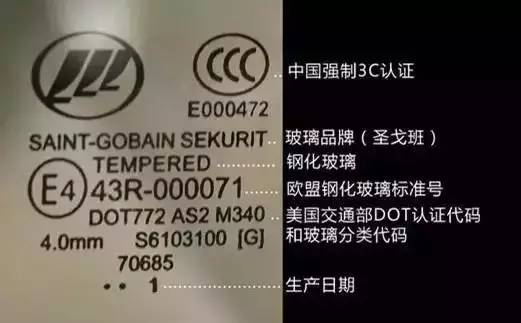 CCC
中国强制3C认证
E000472
SAINT-GOBAIN SEKURIT 玻璃品牌(圣戈班)
TEMPERED 钢化玻璃
E4 43R-000071 欧盟钢化玻璃标准号
DOT772 AS2 M340 美国交通部DOT认证代码
和玻璃分类代码
4.0mm S6103100 [G]
70685
•• 1 生产日期